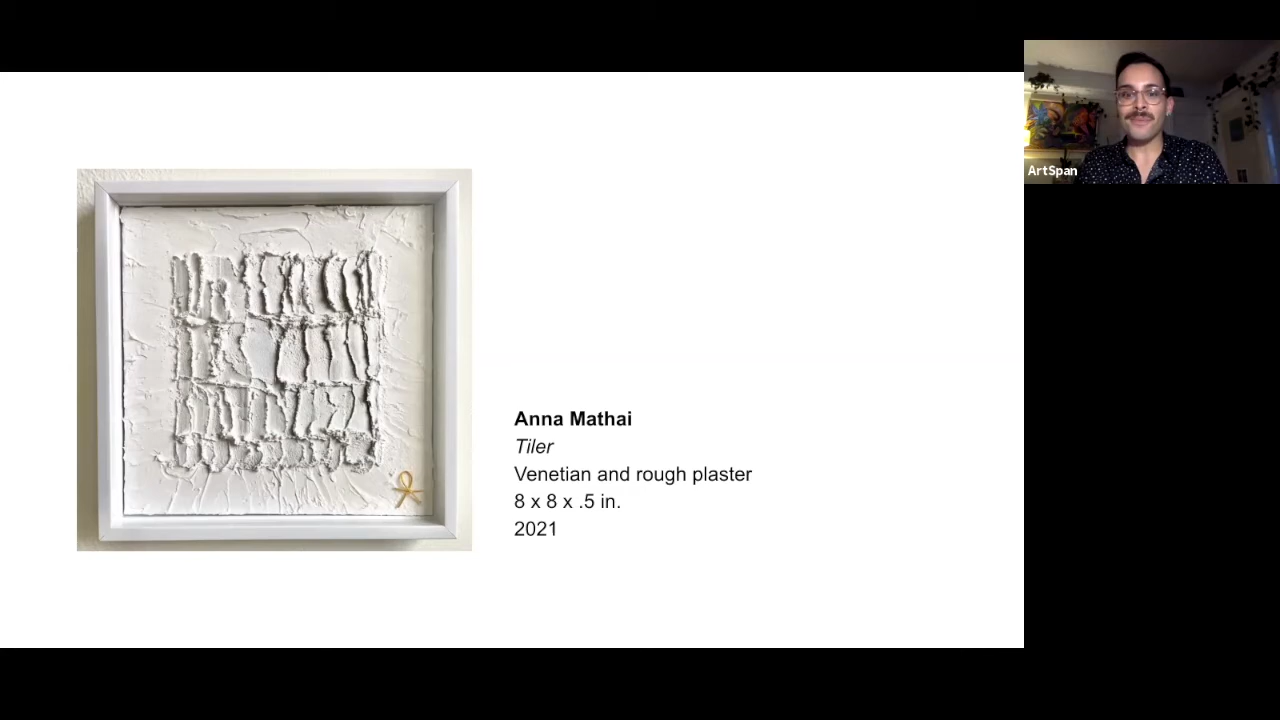 Anna Mathai
Tiler
Venetian and rough plaster
8 x 8 x .5 in.
2021
ArtSpan